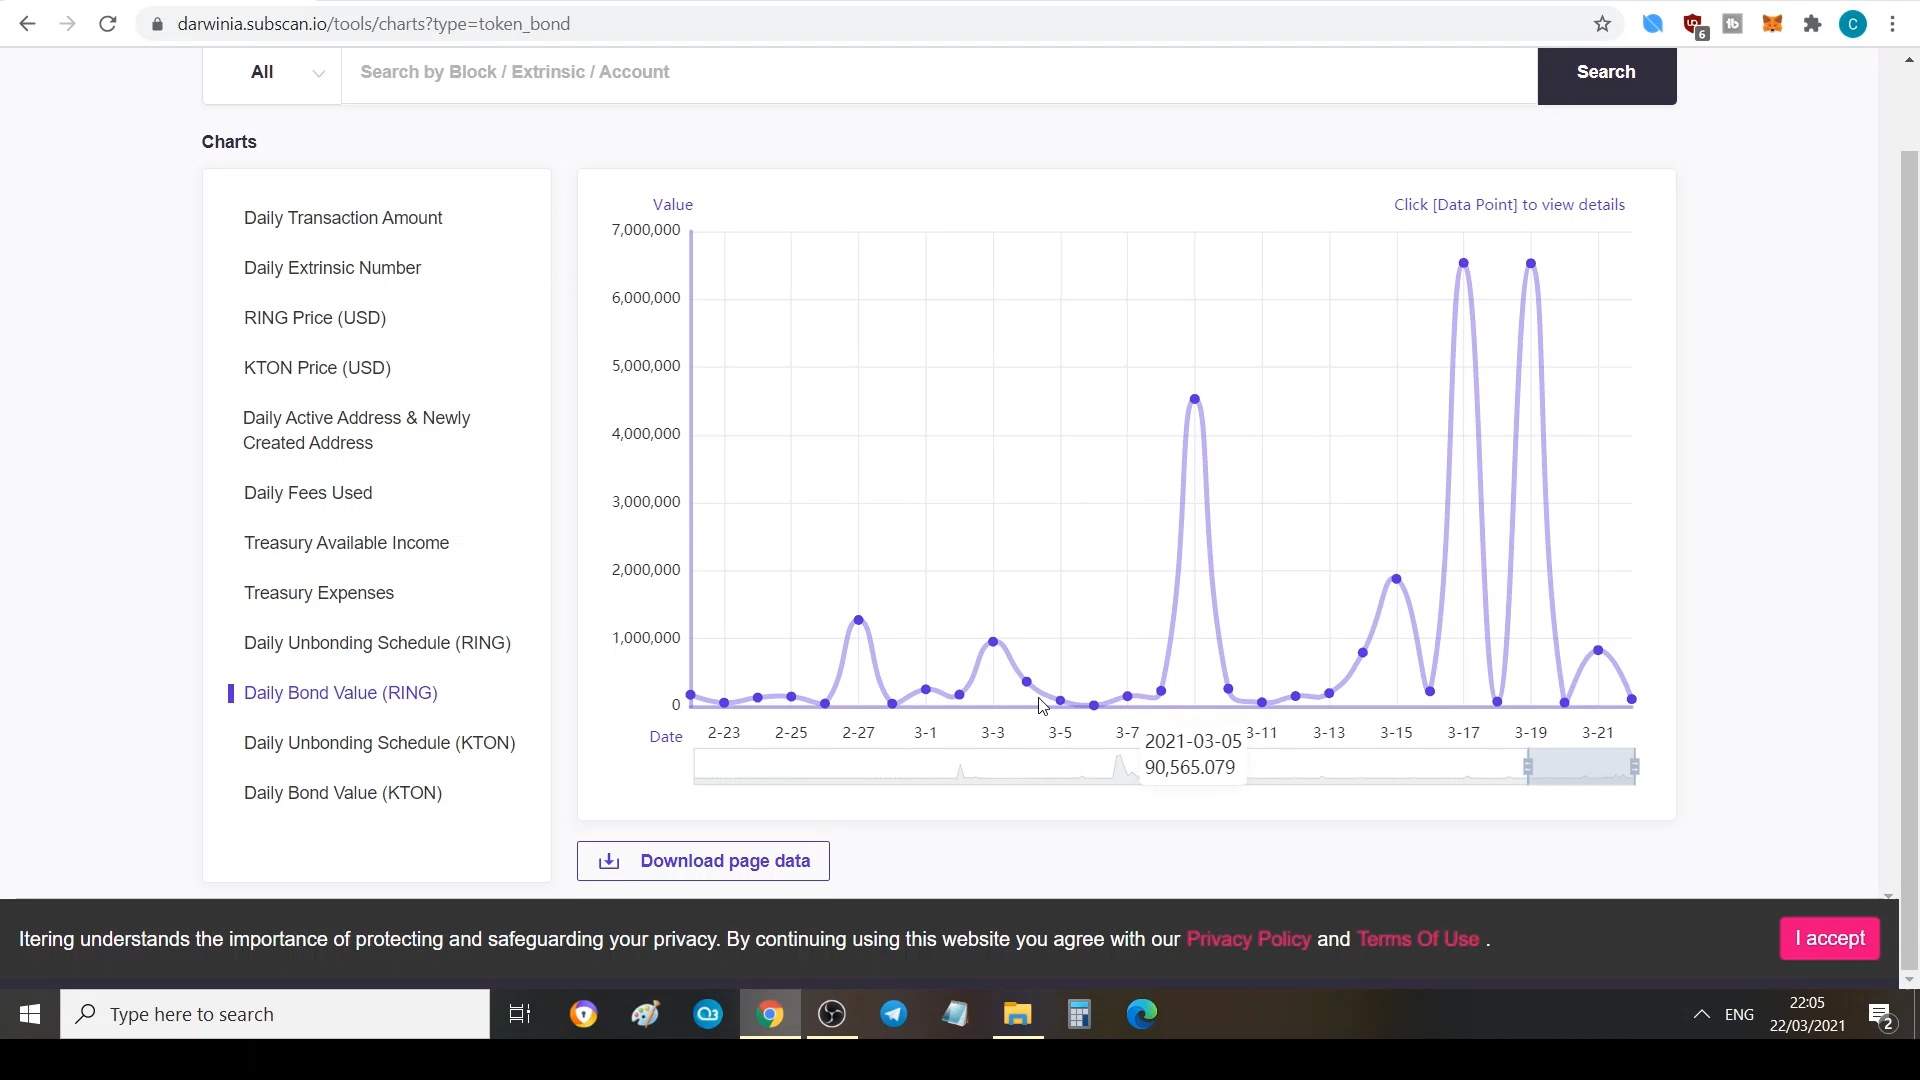 darwinia.subscan.io/tools/charts?type=token_bond
6
C
All
Search by Block / Extrinsic / Account
Search
Charts
Daily Transaction Amount
Daily Extrinsic Number
RING Price (USD)
KTON Price (USD)
Daily Active Address & Newly
Created Address
Daily Fees Used
Treasury Available Income
Treasury Expenses
Daily Unbonding Schedule (RING)
Daily Bond Value (RING)
Daily Unbonding Schedule (KTON)
Daily Bond Value (KTON)
Value
Click [Data Point] to view details
7,000,000
6,000,000
5,000,000
4,000,000
3,000,000
2,000,000
1,000,000
0
Date
2-23 2-25 2-27 3-1 3-3 3-5 3-7 3-11 3-13 3-15 3-17 3-19 3-21
2021-03-05
90,565.079
Download page data
Itering understands the importance of protecting and safeguarding your privacy. By continuing using this website you agree with our Privacy Policy and Terms Of Use .
I accept
Type here to search
ENG
22:05
22/03/2021
2